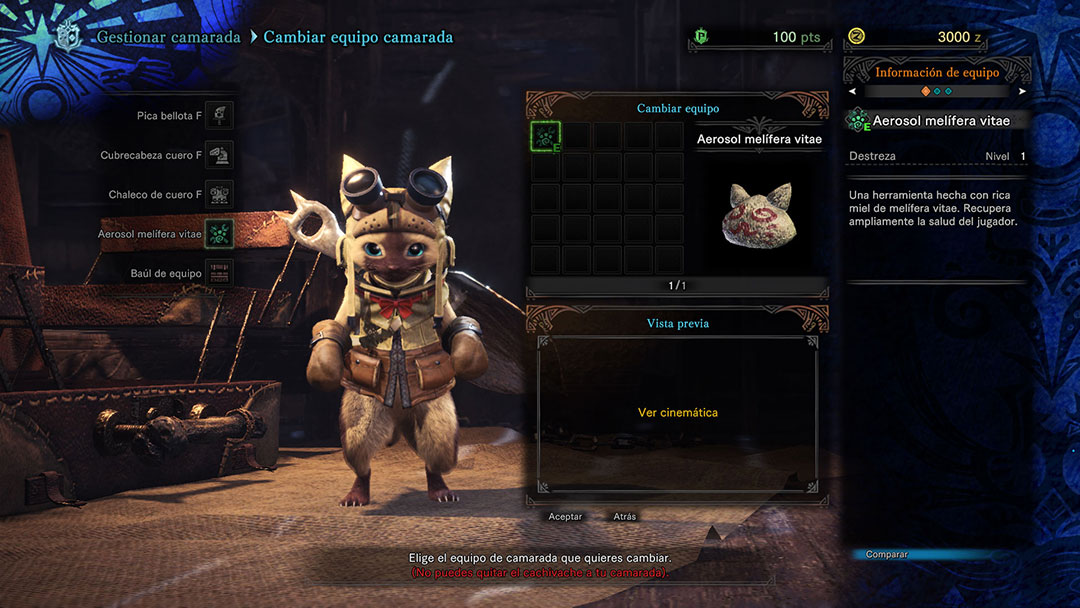 Gestionar camarada
Cambiar equipo camarada
100 pts
3000 z
Pica bellota F
Cubrecabeza cuero F
Chaleco de cuero F
Aerosol melífera vitae
Baúl de equipo
Cambiar equipo
E
Aerosol melífera vitae
1/1
Vista previa
Ver cinemática
Aceptar Atrás
Información de equipo
E Aerosol melífera vitae
Destreza Nivel 1
Una herramienta hecha con rica
miel de melífera vitae. Recupera
ampliamente la salud del jugador.
Comparar
Elige el equipo de camarada que quieres cambiar.
(No puedes quitar el cachivache a tu camarada).